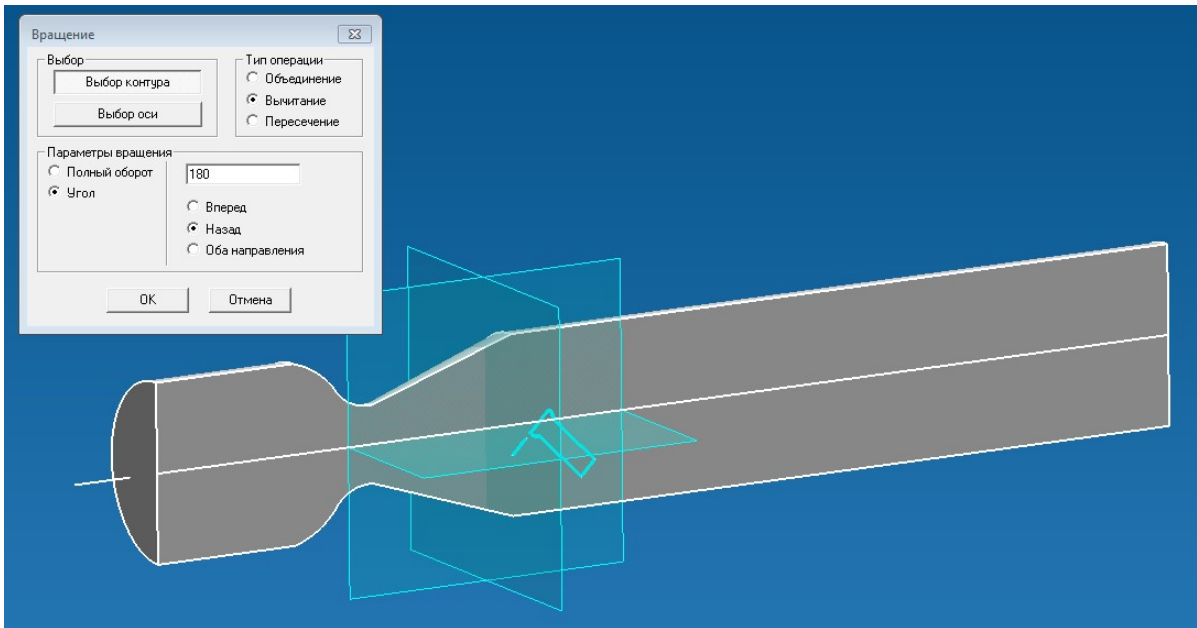 Вращение
Выбор
Выбор контура
Выбор оси
Тип операции
Объединение
Вычитание
Пересечение
Параметры вращения
Полный оборот
Угол
180
Вперед
Назад
Оба направления
OK
Отмена